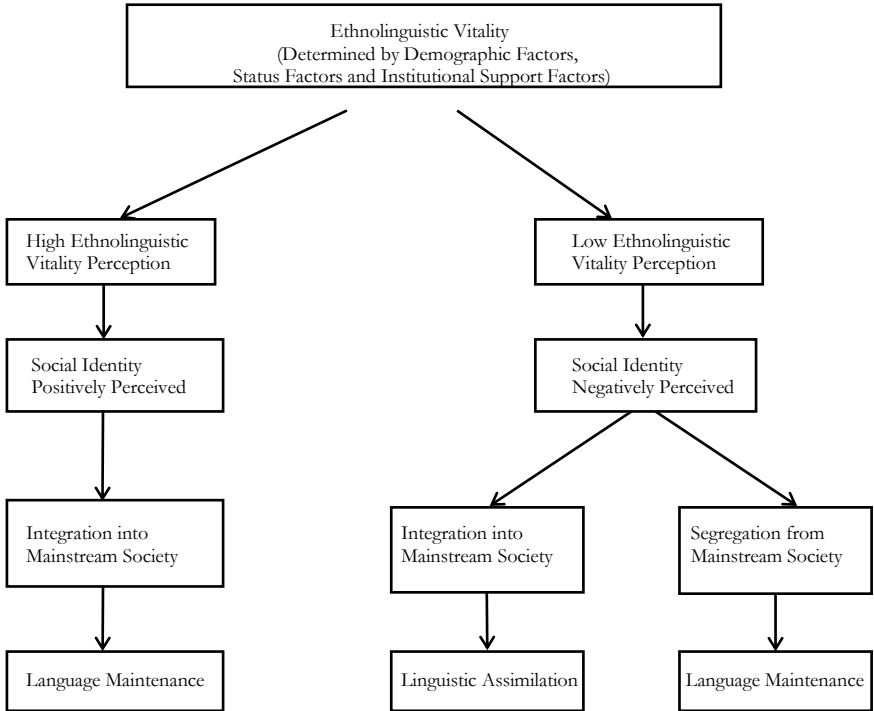 Ethnolinguistic Vitality
(Determined by Demographic Factors,
Status Factors and Institutional Support Factors)
High Ethnolinguistic
Vitality Perception
Low Ethnolinguistic
Vitality Perception
Social Identity
Positively Perceived
Social Identity
Negatively Perceived
Integration into
Mainstream Society
Integration into
Mainstream Society
Segregation from
Mainstream Society
Language Maintenance
Linguistic Assimilation
Language Maintenance